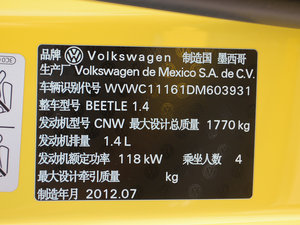 品牌 Volkswagen 制造国 墨西哥
生产厂 Volkswagen de Mexico S.A. de C.V.
车辆识别代号 WVWC11161DM603931
整车型号 BEETLE 1.4
发动机型号 CNW 最大设计总质量 1770 kg
发动机排量 1.4 L
发动机额定功率 118 kW 乘坐人数 4
最大设计牵引质量 kg
制造年月 2012.07